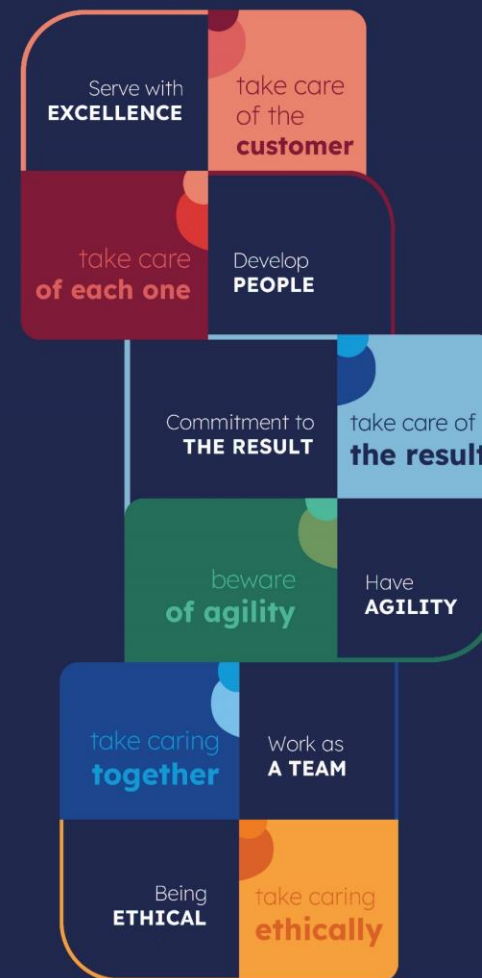 Serve with
EXCELLENCE
take care
of the
customer
take care
of each one
Develop
PEOPLE
Commitment to
THE RESULT
take care of
the result
beware
of agility
Have
AGILITY
take caring
together
Work as
A TEAM
Being
ETHICAL
take caring
ethically